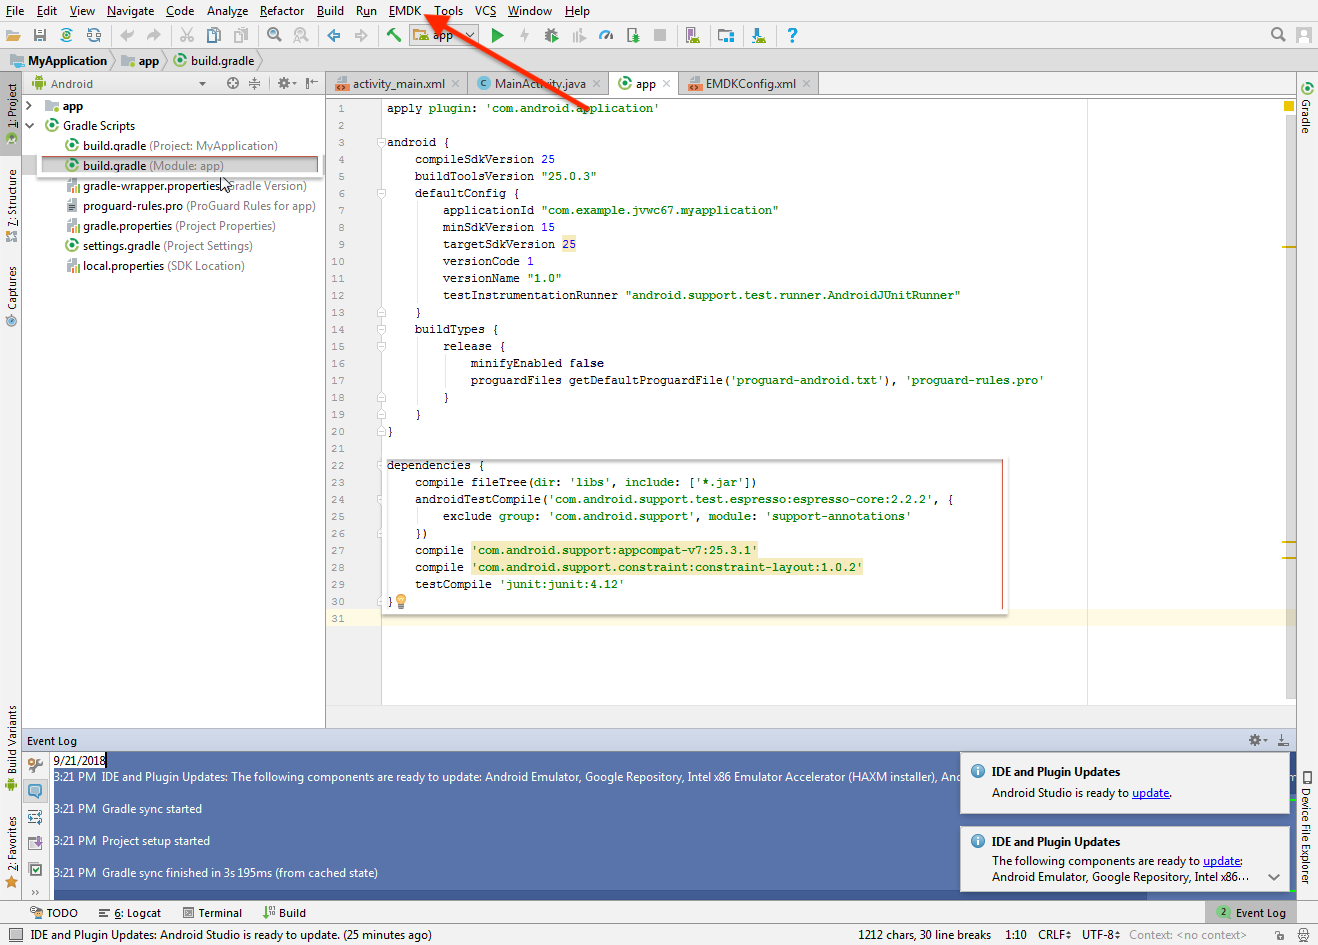 File Edit View Navigate Code Analyze Refactor Build Run EMDK Tools VCS Window Help
app
MyApplication app build.gradle
1: Project
7: Structure
Captures
Build Variants
2: Favorites
Android
app
Gradle Scripts
build.gradle (Project: MyApplication)
build.gradle (Module: app)
gradle-wrapper.properties Gradle Version)
proguard-rules.pro (ProGuard Rules for app)
gradle.properties (Project Properties)
settings.gradle (Project Settings)
local.properties (SDK Location)
activity_main.xml MainActivity.java app EMDKConfig.xml
1 apply plugin: 'com.android.application'
2
3 android {
4 compileSdkVersion 25
5 buildToolsVersion "25.0.3"
6 defaultConfig {
7 applicationId "com.example.jvwc67.myapplication"
8 minSdkVersion 15
9 targetSdkVersion 25
10 versionCode 1
11 versionName "1.0"
12 testInstrumentationRunner "android.support.test.runner.AndroidJUnitRunner"
13 }
14 buildTypes {
15 release {
16 minifyEnabled false
17 proguardFiles getDefaultProguardFile('proguard-android.txt'), 'proguard-rules.pro'
18 }
19 }
20 }
21
22 dependencies {
23 compile fileTree(dir: 'libs', include: ['*.jar'])
24 androidTestCompile('com.android.support.test.espresso:espresso-core:2.2.2', {
25 exclude group: 'com.android.support', module: 'support-annotations'
26 })
27 compile 'com.android.support:appcompat-v7:25.3.1'
28 compile 'com.android.support.constraint:constraint-layout:1.0.2'
29 testCompile 'junit:junit:4.12'
30 }
31
Gradle
Device File Explorer
Event Log
9/21/2018
3:21 PM IDE and Plugin Updates: The following components are ready to update: Android Emulator, Google Repository, Intel x86 Emulator Accelerator (HAXM installer), Anc
3:21 PM Gradle sync started
3:21 PM Project setup started
3:21 PM Gradle sync finished in 3s 195ms (from cached state)
IDE and Plugin Updates
Android Studio is ready to update.
IDE and Plugin Updates
The following components are ready to update:
Android Emulator, Google Repository, Intel x86...
TODO 6: Logcat Terminal Build 2 Event Log
IDE and Plugin Updates: Android Studio is ready to update. (25 minutes ago) 1212 chars, 30 line breaks 1:10 CRLF UTF-8 Context: <no context>